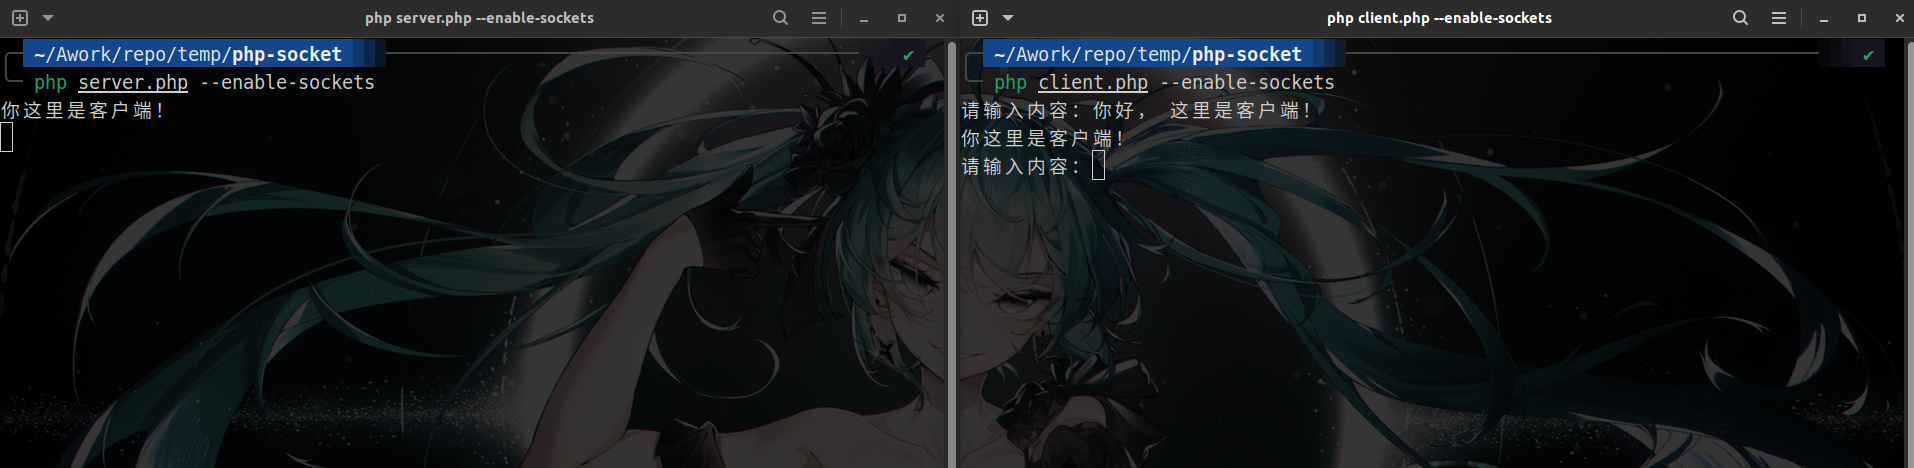 php server.php --enable-sockets
~/Awork/repo/temp/php-socket ✔
php server.php --enable-sockets
你这里是客户端!
php client.php --enable-sockets
~/Awork/repo/temp/php-socket ✔
php client.php --enable-sockets
请输入内容: 你好， 这里是客户端!
你这里是客户端!
请输入内容: